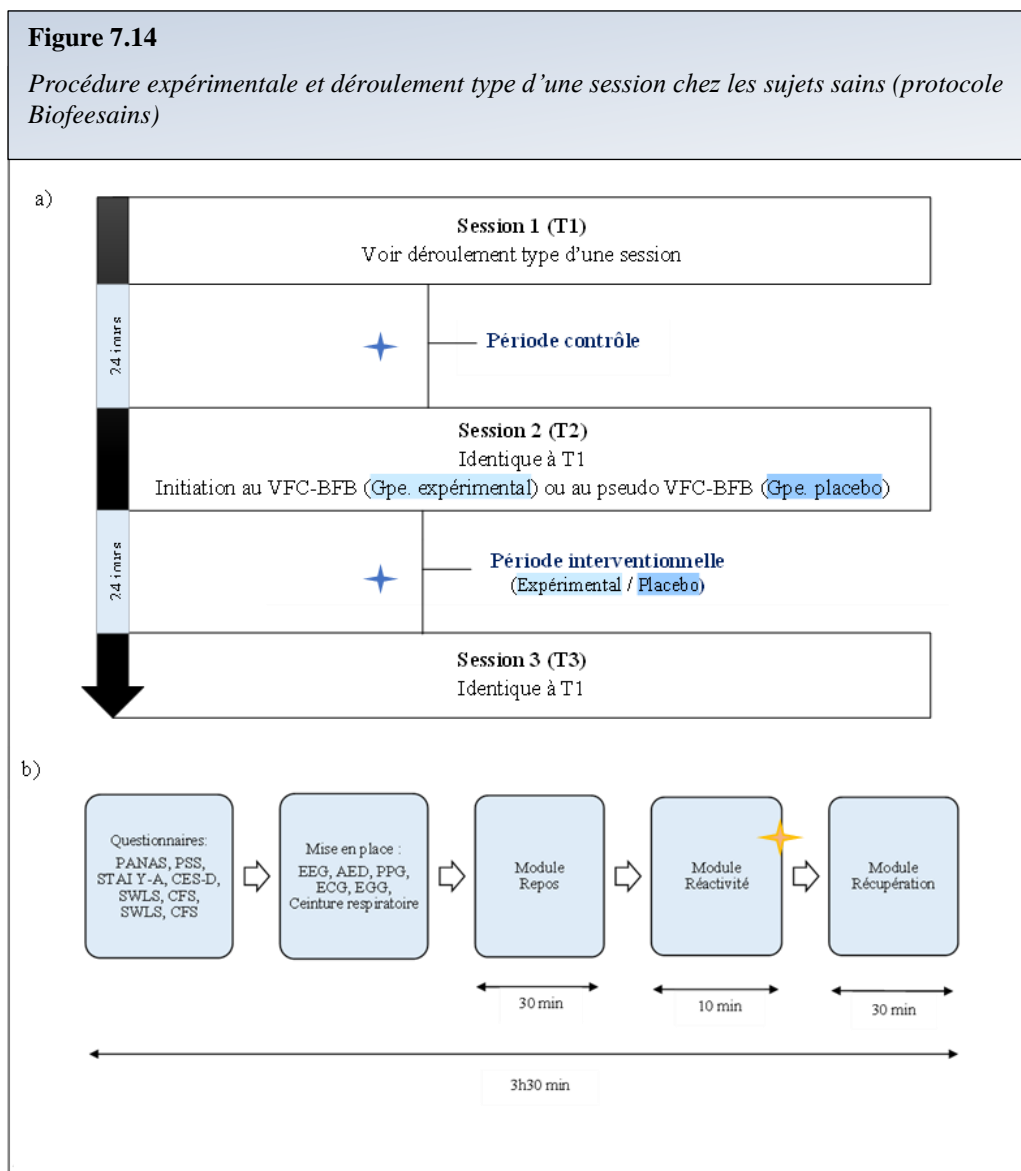 Figure 7.14
Procédure expérimentale et déroulement type d’une session chez les sujets sains (protocole
Biofeesains)
a)
Session 1 (T1)
Voir déroulement type d’une session
24 jours
Période contrôle
Session 2 (T2)
Identique à T1
Initiation au VFC-BFB (Gpe. expérimental) ou au pseudo VFC-BFB (Gpe. placebo)
24 jours
Période interventionnelle
(Expérimental / Placebo)
Session 3 (T3)
Identique à T1
b)
Questionnaires:
PANAS, PSS,
STAI Y-A, CES-D,
SWLS, CFS,
SWLS, CFS
Mise en place :
EEG, AED, PPG,
ECG, EGG,
Ceinture respiratoire
Module
Repos
Module
Réactivité
Module
Récupération
30 min
10 min
30 min
3h30 min